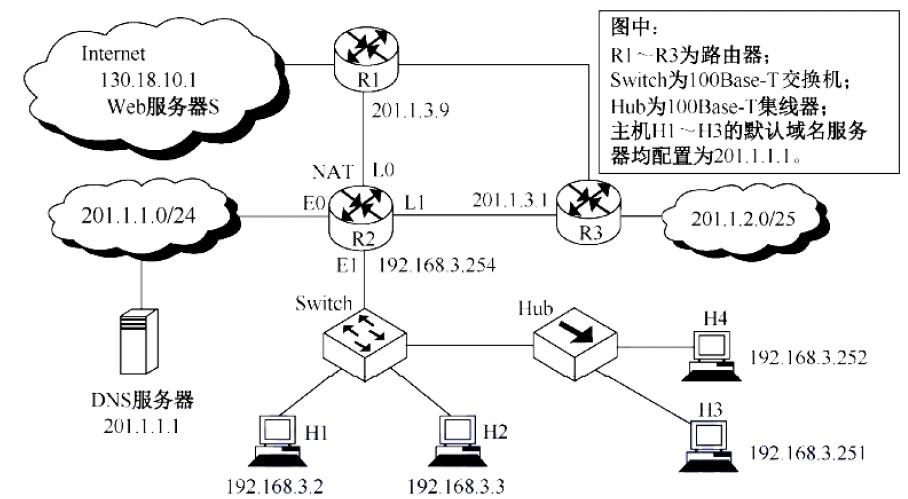 Internet
130.18.10.1
Web服务器S
R1
201.1.3.9
图中：
R1～R3为路由器；
Switch为100Base-T交换机；
Hub为100Base-T集线器；
主机H1～H3的默认域名服务
器均配置为201.1.1.1。
NAT L0
201.1.1.0/24
E0
L1
201.1.3.1
R2
R3
201.1.2.0/25
E1
192.168.3.254
Switch
Hub
H4
192.168.3.252
DNS服务器
201.1.1.1
H1
H2
H3
192.168.3.251
192.168.3.2
192.168.3.3